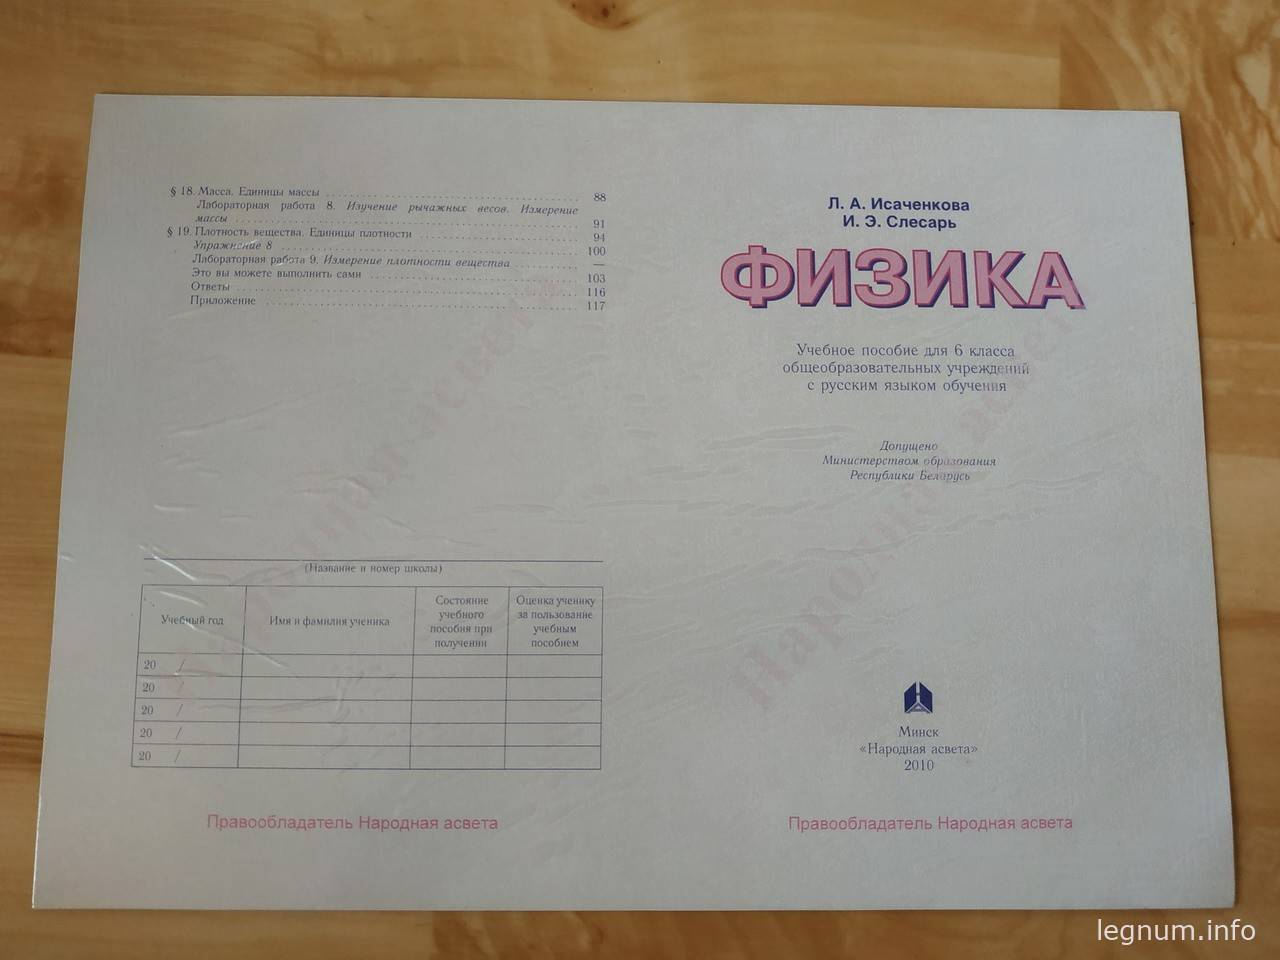 § 18. Масса. Единицы массы 88
Лабораторная работа 8. Изучение рычажных весов. Измерение
массы 91
§ 19. Плотность вещества. Единицы плотности 94
Упражнение 8 100
Лабораторная работа 9. Измерение плотности вещества —
Это вы можете выполнить сами 103
Ответы 116
Приложение 117
(Название и номер школы)
Учебный год
Имя и фамилия ученика
Состояние
учебного
пособия при
получении
Оценка ученику
за пользование
учебным
пособием
20 /
20 /
20 /
20 /
20 /
Правообладатель Народная асвета
Л. А. Исаченкова
И. Э. Слесарь
ФИЗИКА
Учебное пособие для 6 класса
общеобразовательных учреждений
с русским языком обучения
Допущено
Министерством образования
Республики Беларусь
Минск
«Народная асвета»
2010
Правообладатель Народная асвета
Народная асвета
Народная асвета
legnum.info